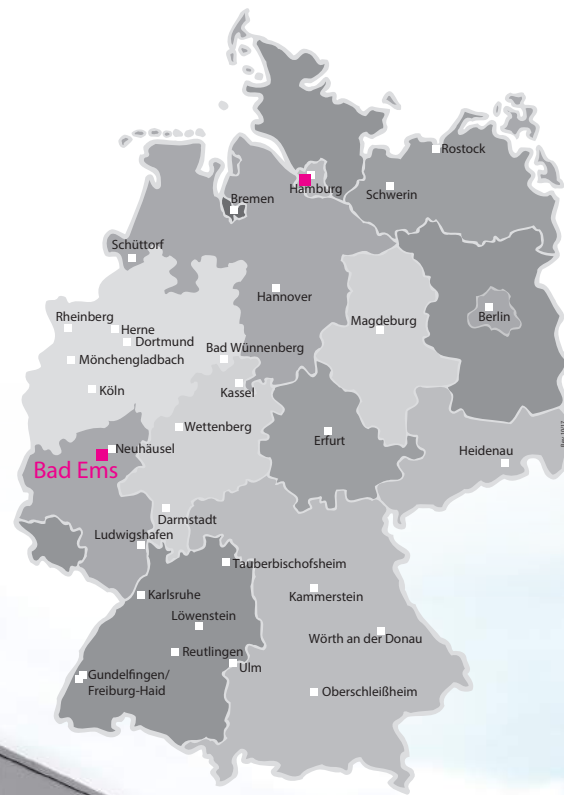 Rostock
Hamburg
Schwerin
Bremen
Schüttorf
Hannover
Berlin
Rheinberg
Herne
Magdeburg
Dortmund
Bad Wünnenberg
Mönchengladbach
Köln
Kassel
Wettenberg
Erfurt
Neuhäusel
Heidenau
Bad Ems
Darmstadt
Ludwigshafen
Tauberbischofsheim
Karlsruhe
Kammerstein
Löwenstein
Wörth an der Donau
Reutlingen
Ulm
Gundelfingen/
Freiburg-Haid
Oberschleißheim